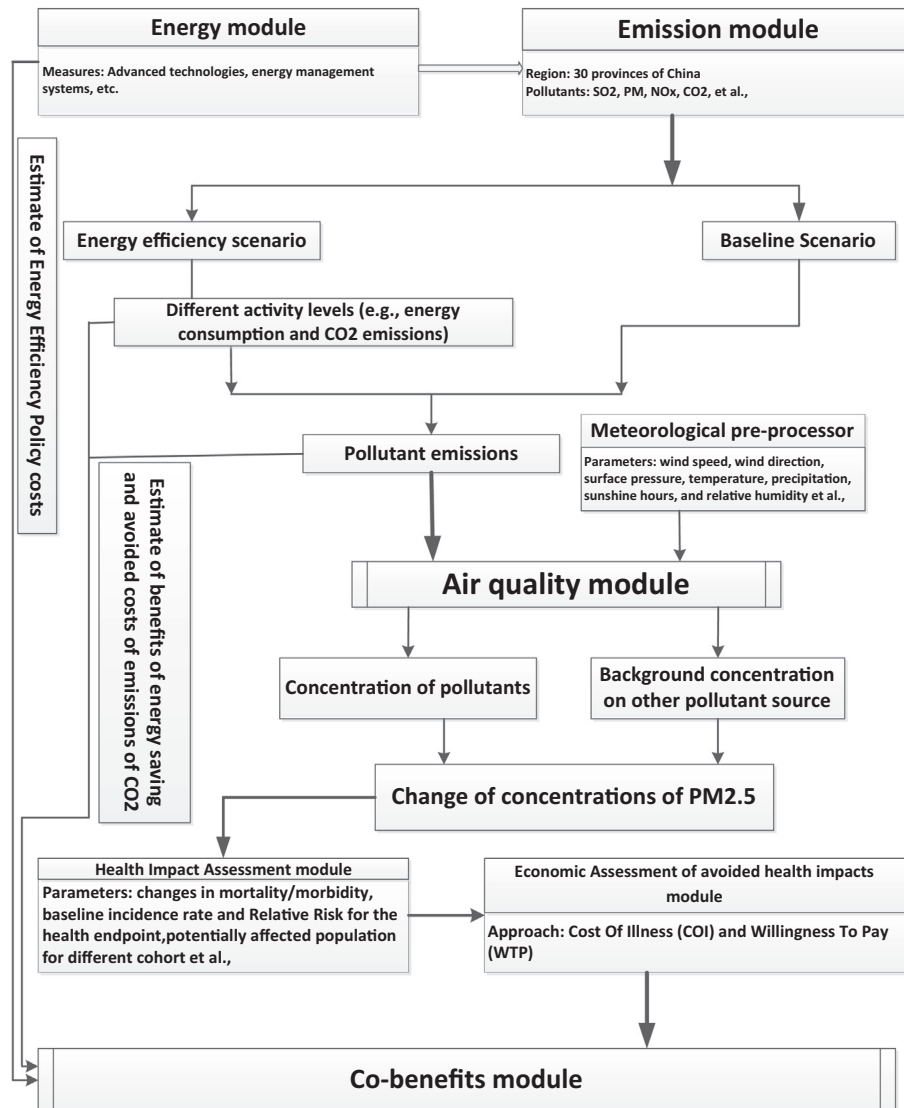 Energy module
Measures: Advanced technologies, energy management
systems, etc.
Emission module
Region: 30 provinces of China
Pollutants: SO2, PM, NOx, CO2, et al.,
Estimate of Energy Efficiency Policy costs
Energy efficiency scenario
Baseline Scenario
Different activity levels (e.g., energy
consumption and CO2 emissions)
Pollutant emissions
Meteorological pre-processor
Parameters: wind speed, wind direction,
surface pressure, temperature, precipitation,
sunshine hours, and relative humidity et al.,
Estimate of benefits of energy saving
and avoided costs of emissions of CO2
Air quality module
Concentration of pollutants
Background concentration
on other pollutant source
Change of concentrations of PM2.5
Health Impact Assessment module
Parameters: changes in mortality/morbidity,
baseline incidence rate and Relative Risk for the
health endpoint,potentially affected population
for different cohort et al.,
Economic Assessment of avoided health impacts
module
Approach: Cost Of Illness (COI) and Willingness To Pay
(WTP)
Co-benefits module